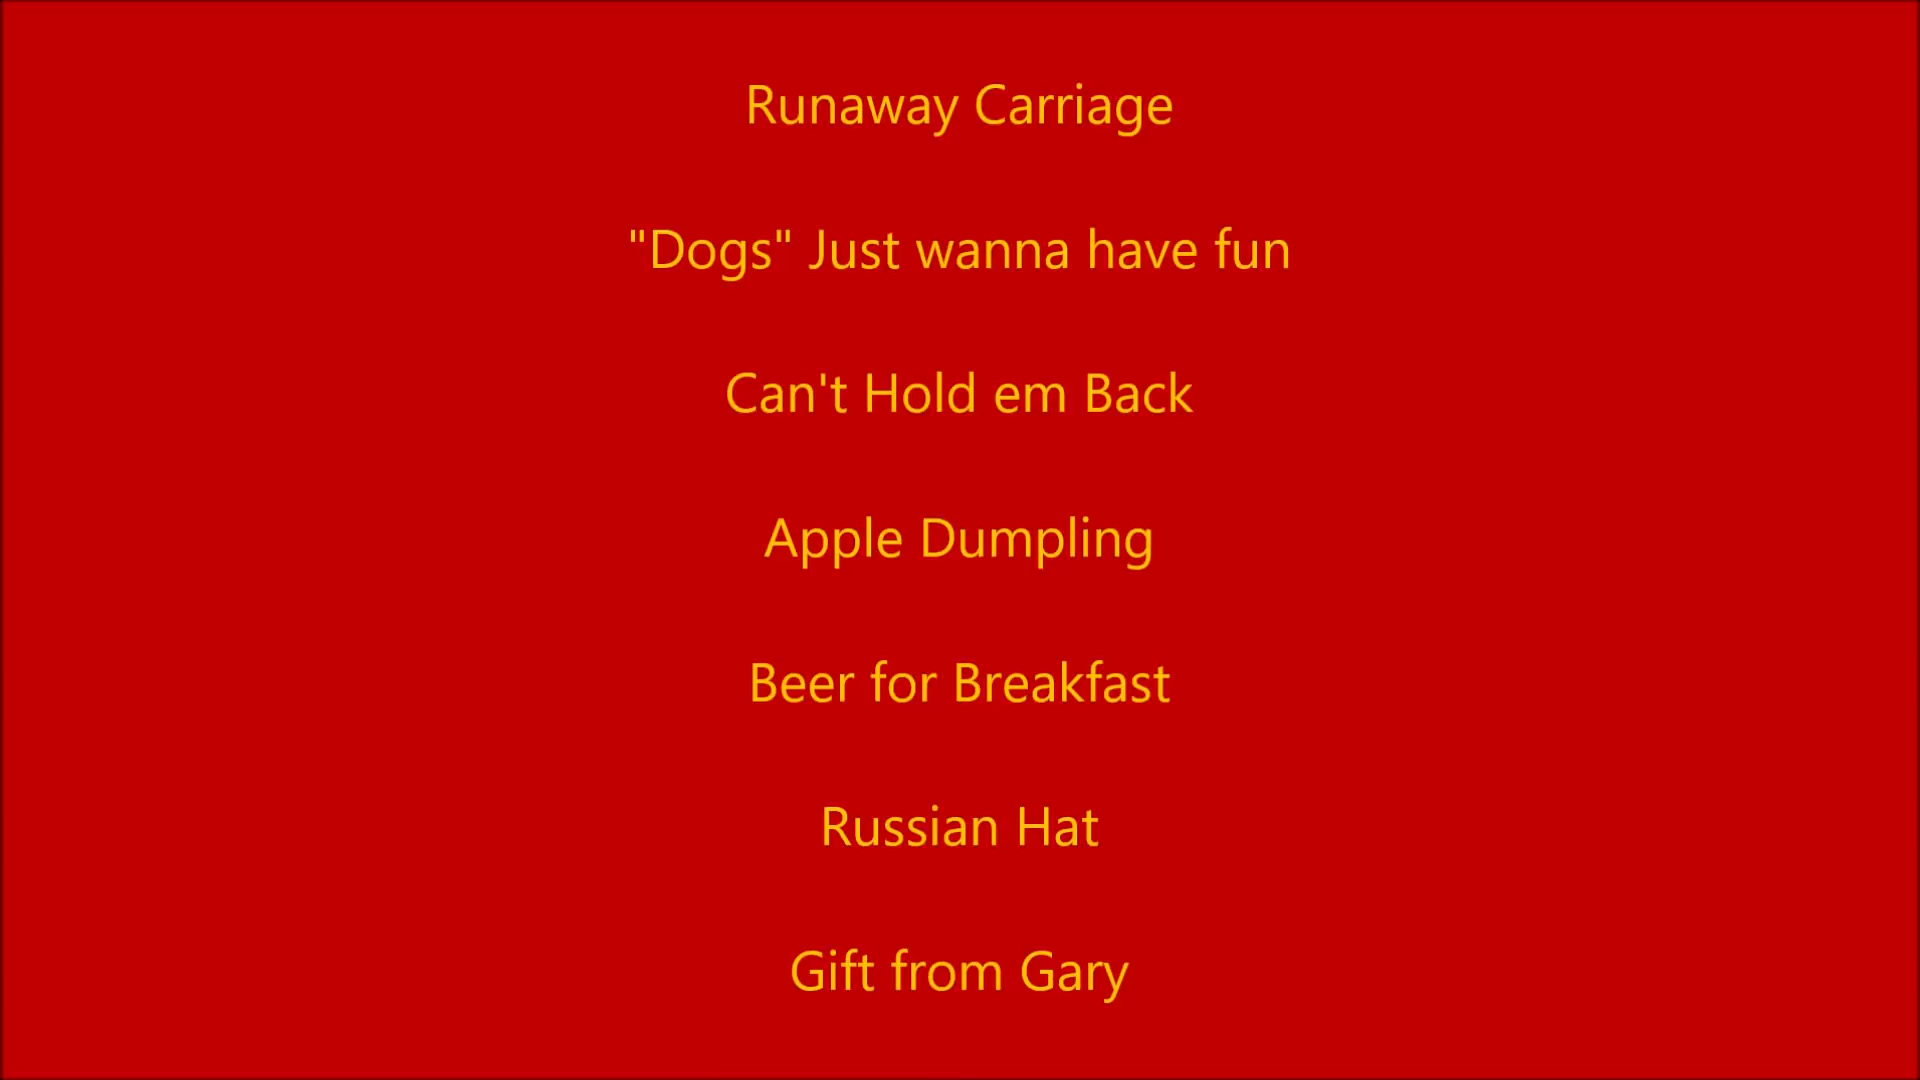 Runaway Carriage
"Dogs" Just wanna have fun
Can't Hold em Back
Apple Dumpling
Beer for Breakfast
Russian Hat
Gift from Gary